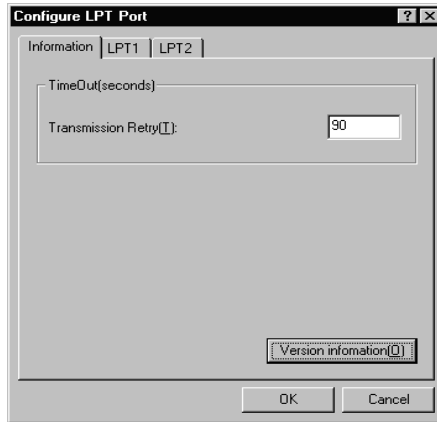 Configure LPT Port
Information LPT1 LPT2
TimeOut(seconds)
Transmission Retry(T): 90
Version infomation(O)
OK Cancel